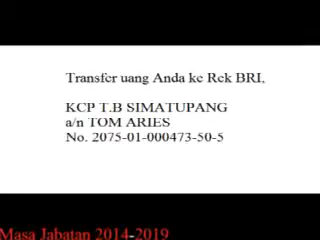 Transfer uang Anda ke Rek BRI,
KCP T.B SIMATUPANG
a/n TOM ARIES
No. 2075-01-000473-50-5
Masa Jabatan 2014-2019